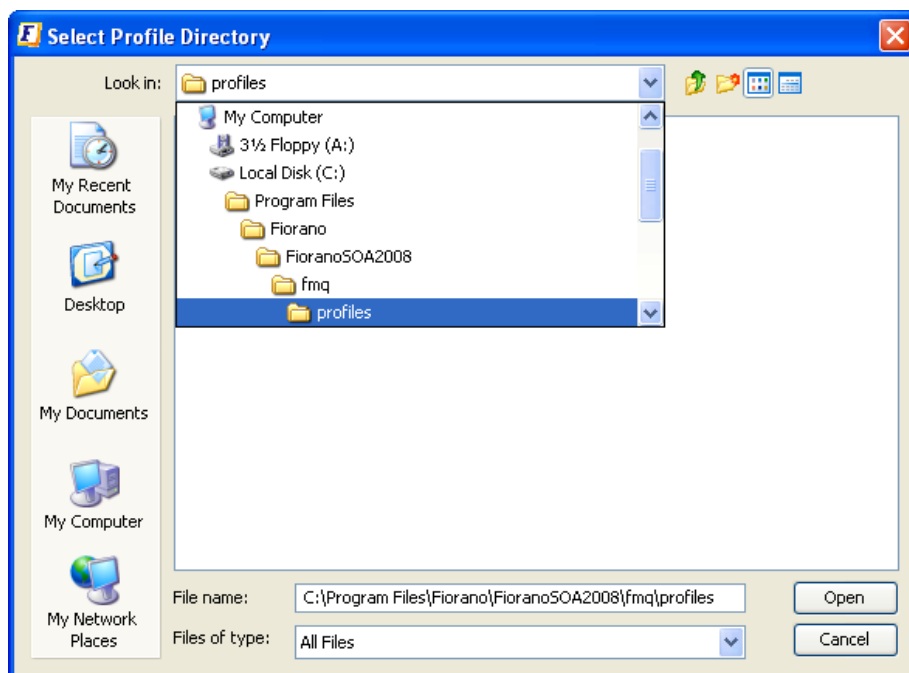 Select Profile Directory
Look in:
profiles
My Computer
3½ Floppy (A:)
Local Disk (C:)
Program Files
Fiorano
FioranoSOA2008
fmq
profiles
My Recent
Documents
Desktop
My Documents
My Computer
My Network
Places
File name:
C:\Program Files\Fiorano\FioranoSOA2008\fmq\profiles
Open
Files of type:
All Files
Cancel